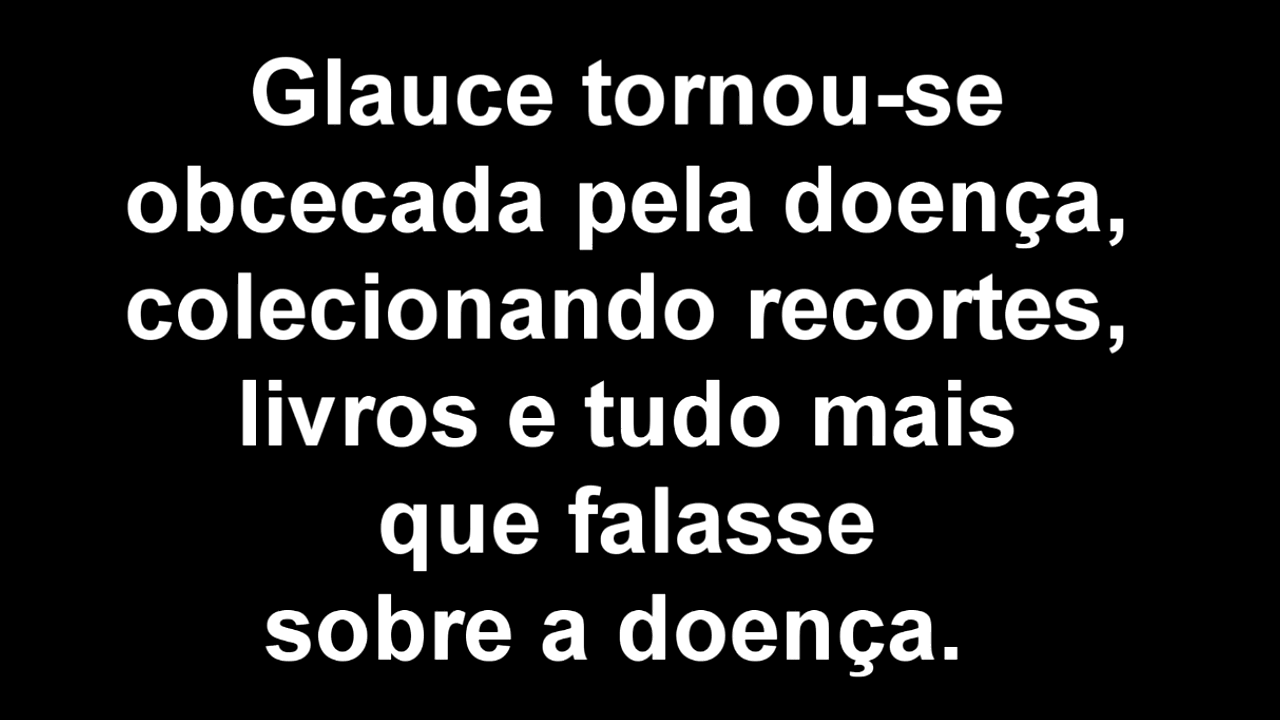 Glauce tornou-se
obcecada pela doença,
colecionando recortes,
livros e tudo mais
que falasse
sobre a doença.